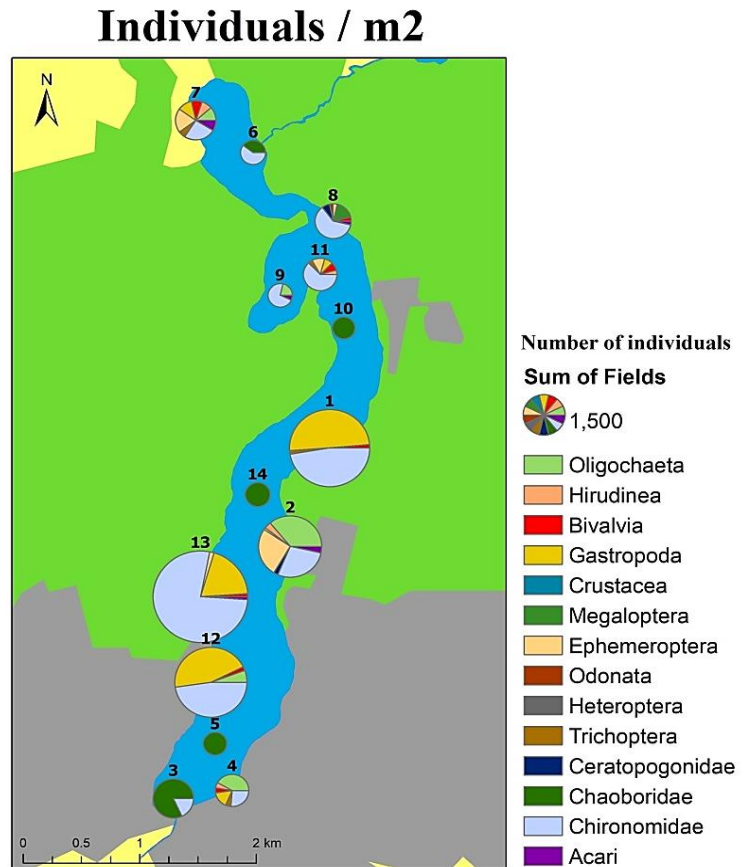 Individuals / m2
N
7
6
8
11
9
10
1
14
2
13
12
5
3
4
0 0.5 1 2 km
Number of individuals
Sum of Fields
1,500
Oligochaeta
Hirudinea
Bivalvia
Gastropoda
Crustacea
Megaloptera
Ephemeroptera
Odonata
Heteroptera
Trichoptera
Ceratopogonidae
Chaoboridae
Chironomidae
Acari